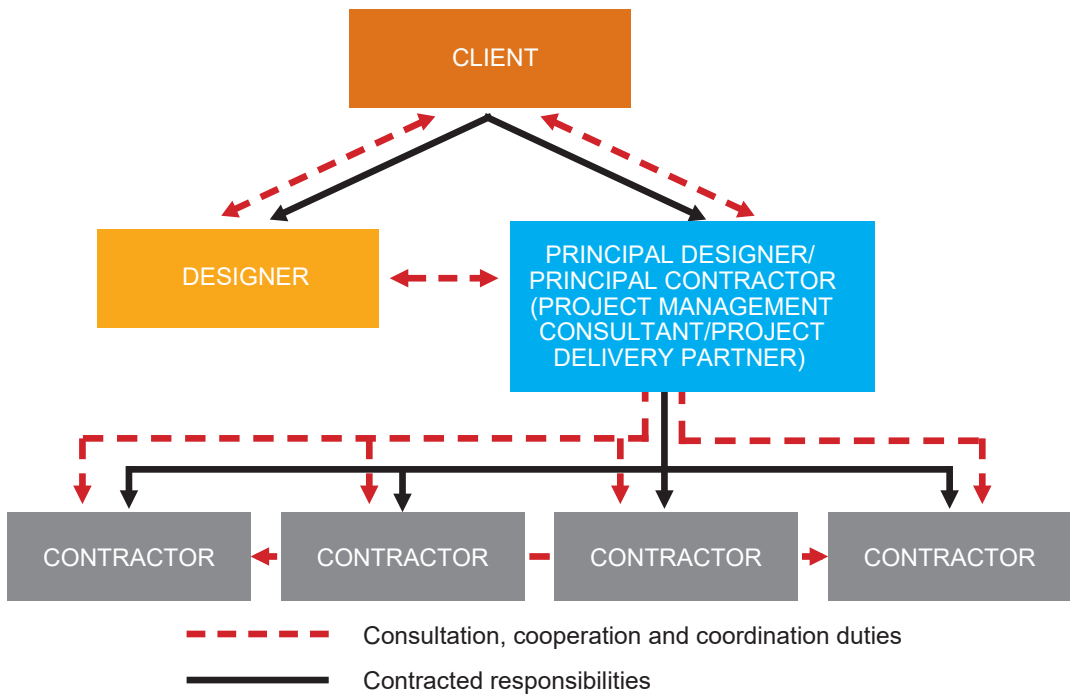 CLIENT
DESIGNER
PRINCIPAL DESIGNER/
PRINCIPAL CONTRACTOR
(PROJECT MANAGEMENT
CONSULTANT/PROJECT
DELIVERY PARTNER)
CONTRACTOR
CONTRACTOR
CONTRACTOR
CONTRACTOR
Consultation, cooperation and coordination duties
Contracted responsibilities